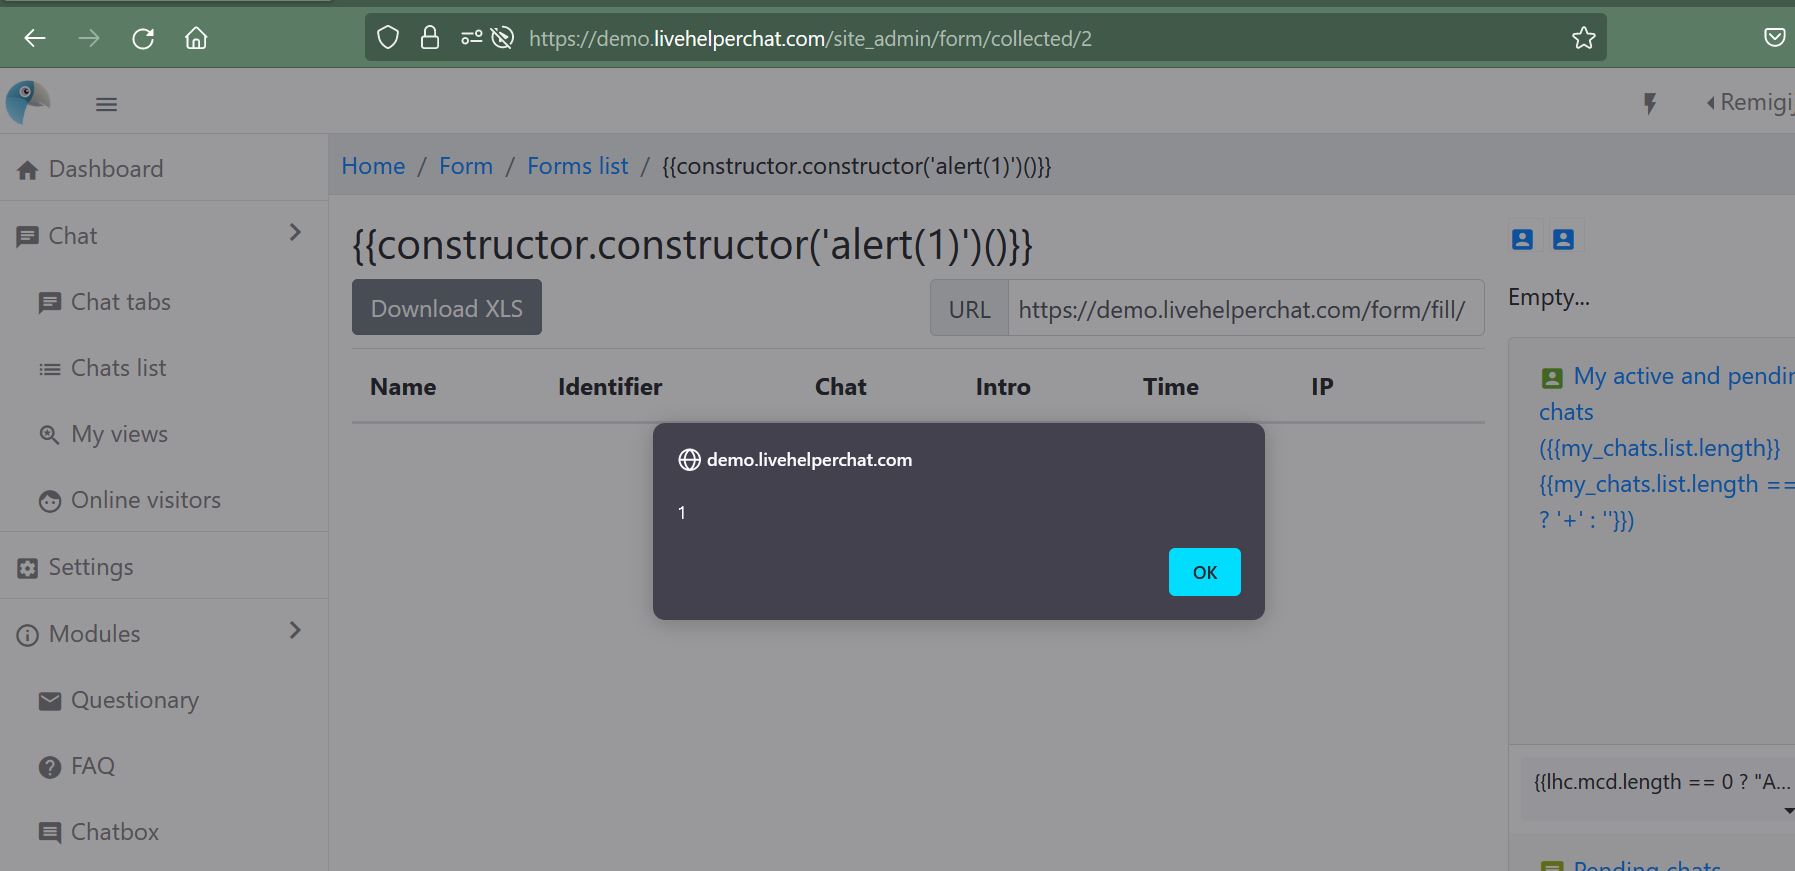 https://demo.livehelperchat.com/site_admin/form/collected/2
Remigij
Dashboard
Chat
Chat tabs
Chats list
My views
Online visitors
Settings
Modules
Questionary
FAQ
Chatbox
Home / Form / Forms list / {{constructor.constructor('alert(1)')()}}
{{constructor.constructor('alert(1)')()}}
Download XLS
URL https://demo.livehelperchat.com/form/fill/
Name Identifier Chat Intro Time IP
demo.livehelperchat.com
1
OK
Empty...
My active and pendin
chats
({{my_chats.list.length}}
{{my_chats.list.length ==
? '+' : ''}})
{{lhc.mcd.length == 0 ? "A...
Pending chats